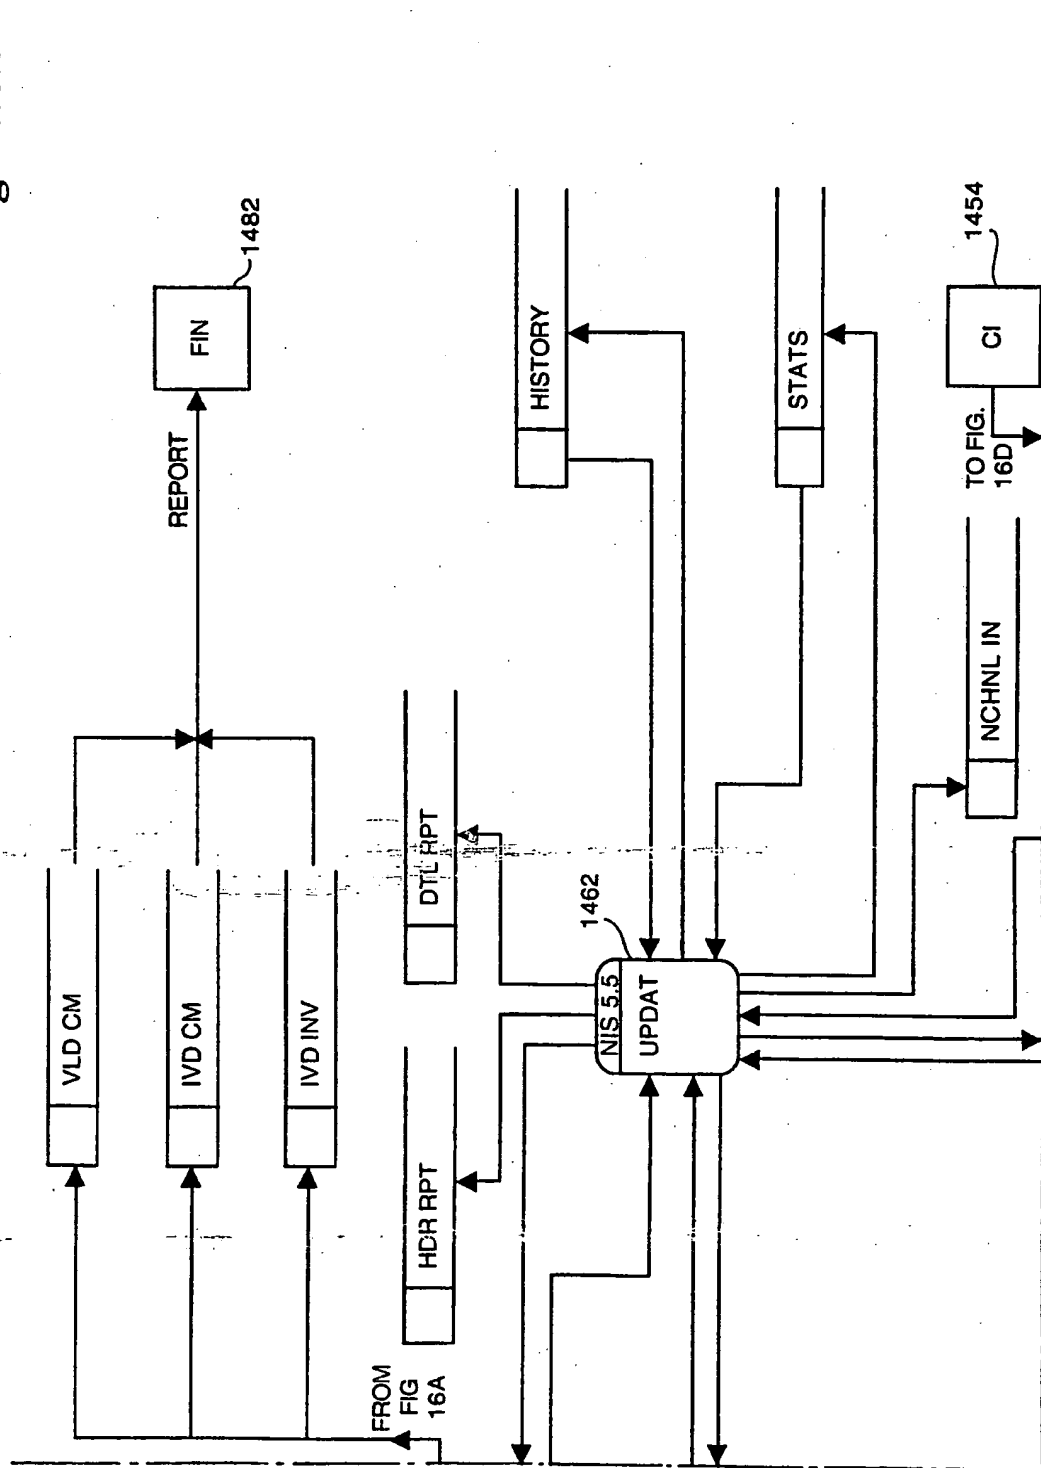 VLD CM
IVD CM
IVD INV
REPORT
FIN
1482
FROM
FIG
16A
HDR RPT
DTL RPT
HISTORY
NIS 5.5
UPDAT
1462
STATS
NCHNL IN
TO FIG.
16D
CI
1454